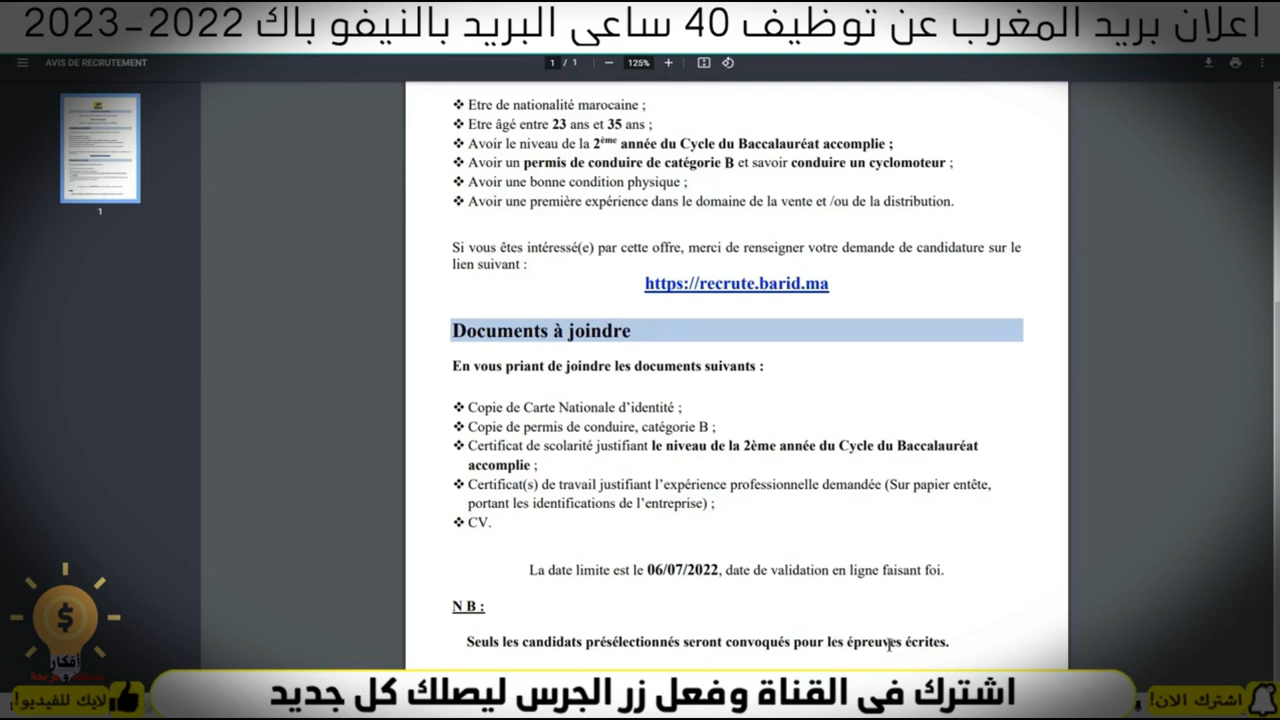 اعلان بريد المغرب عن توظيف 40 ساعي البريد بالنيفو باك 2022-2023
AVIS DE RECRUTEMENT
1 / 1
125%
❖ Etre de nationalité marocaine ;
❖ Etre âgé entre 23 ans et 35 ans ;
❖ Avoir le niveau de la 2ème année du Cycle du Baccalauréat accomplie ;
❖ Avoir un permis de conduire de catégorie B et savoir conduire un cyclomoteur ;
❖ Avoir une bonne condition physique ;
❖ Avoir une première expérience dans le domaine de la vente et /ou de la distribution.
Si vous êtes intéressé(e) par cette offre, merci de renseigner votre demande de candidature sur le
lien suivant :
https://recrute.barid.ma
Documents à joindre
En vous priant de joindre les documents suivants :
❖ Copie de Carte Nationale d’identité ;
❖ Copie de permis de conduire, catégorie B ;
❖ Certificat de scolarité justifiant le niveau de la 2ème année du Cycle du Baccalauréat
accomplie ;
❖ Certificat(s) de travail justifiant l’expérience professionnelle demandée (Sur papier entête,
portant les identifications de l’entreprise) ;
❖ CV.
La date limite est le 06/07/2022, date de validation en ligne faisant foi.
N B :
Seuls les candidats présélectionnés seront convoqués pour les épreuves écrites.
1
$
أفكار
اشترك في القناة وفعل زر الجرس ليصلك كل جديد
لايك للفيديو!
اشترك الان!